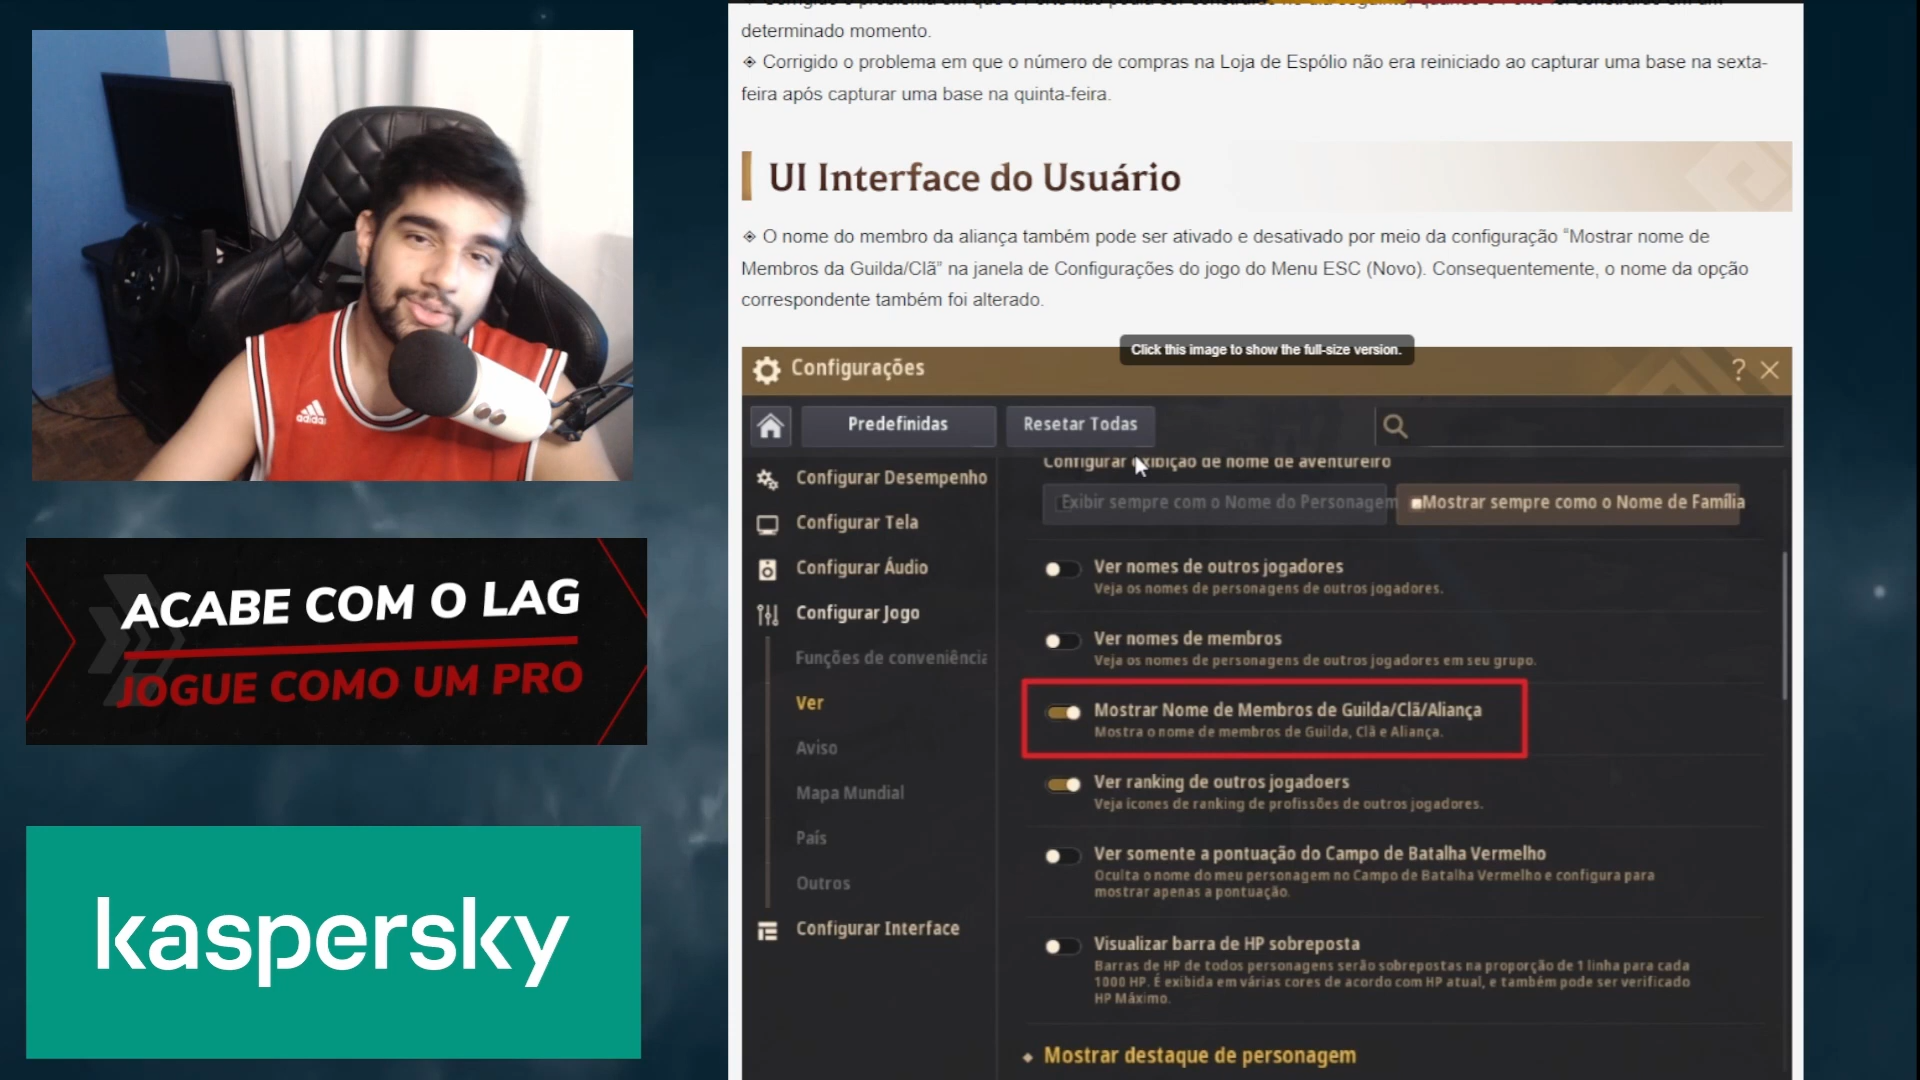 determinado momento.
◈ Corrigido o problema em que o número de compras na Loja de Espólio não era reiniciado ao capturar uma base na sexta-
feira após capturar uma base na quinta-feira.
UI Interface do Usuário
◈ O nome do membro da aliança também pode ser ativado e desativado por meio da configuração “Mostrar nome de
Membros da Guilda/Clã” na janela de Configurações do jogo do Menu ESC (Novo). Consequentemente, o nome da opção
correspondente também foi alterado.
Click this image to show the full-size version.
Configurações
?
Predefinidas
Resetar Todas
Configurar exibição de nome de aventureiro
Exibir sempre com o Nome do Personagem
Mostrar sempre como o Nome de Família
Configurar Desempenho
Configurar Tela
Configurar Áudio
Configurar Jogo
Funções de conveniência
Ver
Aviso
Mapa Mundial
País
Outros
Configurar Interface
Ver nomes de outros jogadores
Veja os nomes de personagens de outros jogadores.
Ver nomes de membros
Veja os nomes de personagens de outros jogadores em seu grupo.
Mostrar Nome de Membros de Guilda/Clã/Aliança
Mostra o nome de membros de Guilda, Clã e Aliança.
Ver ranking de outros jogadoers
Veja ícones de ranking de profissões de outros jogadores.
Ver somente a pontuação do Campo de Batalha Vermelho
Oculta o nome do meu personagem no Campo de Batalha Vermelho e configura para
mostrar apenas a pontuação.
Visualizar barra de HP sobreposta
Barras de HP de todos personagens serão sobrepostas na proporção de 1 linha para cada
1000 HP. É exibida em várias cores de acordo com HP atual, e também pode ser verificado
HP Máximo.
Mostrar destaque de personagem
adidas
ACABE COM O LAG
JOGUE COMO UM PRO
kaspersky